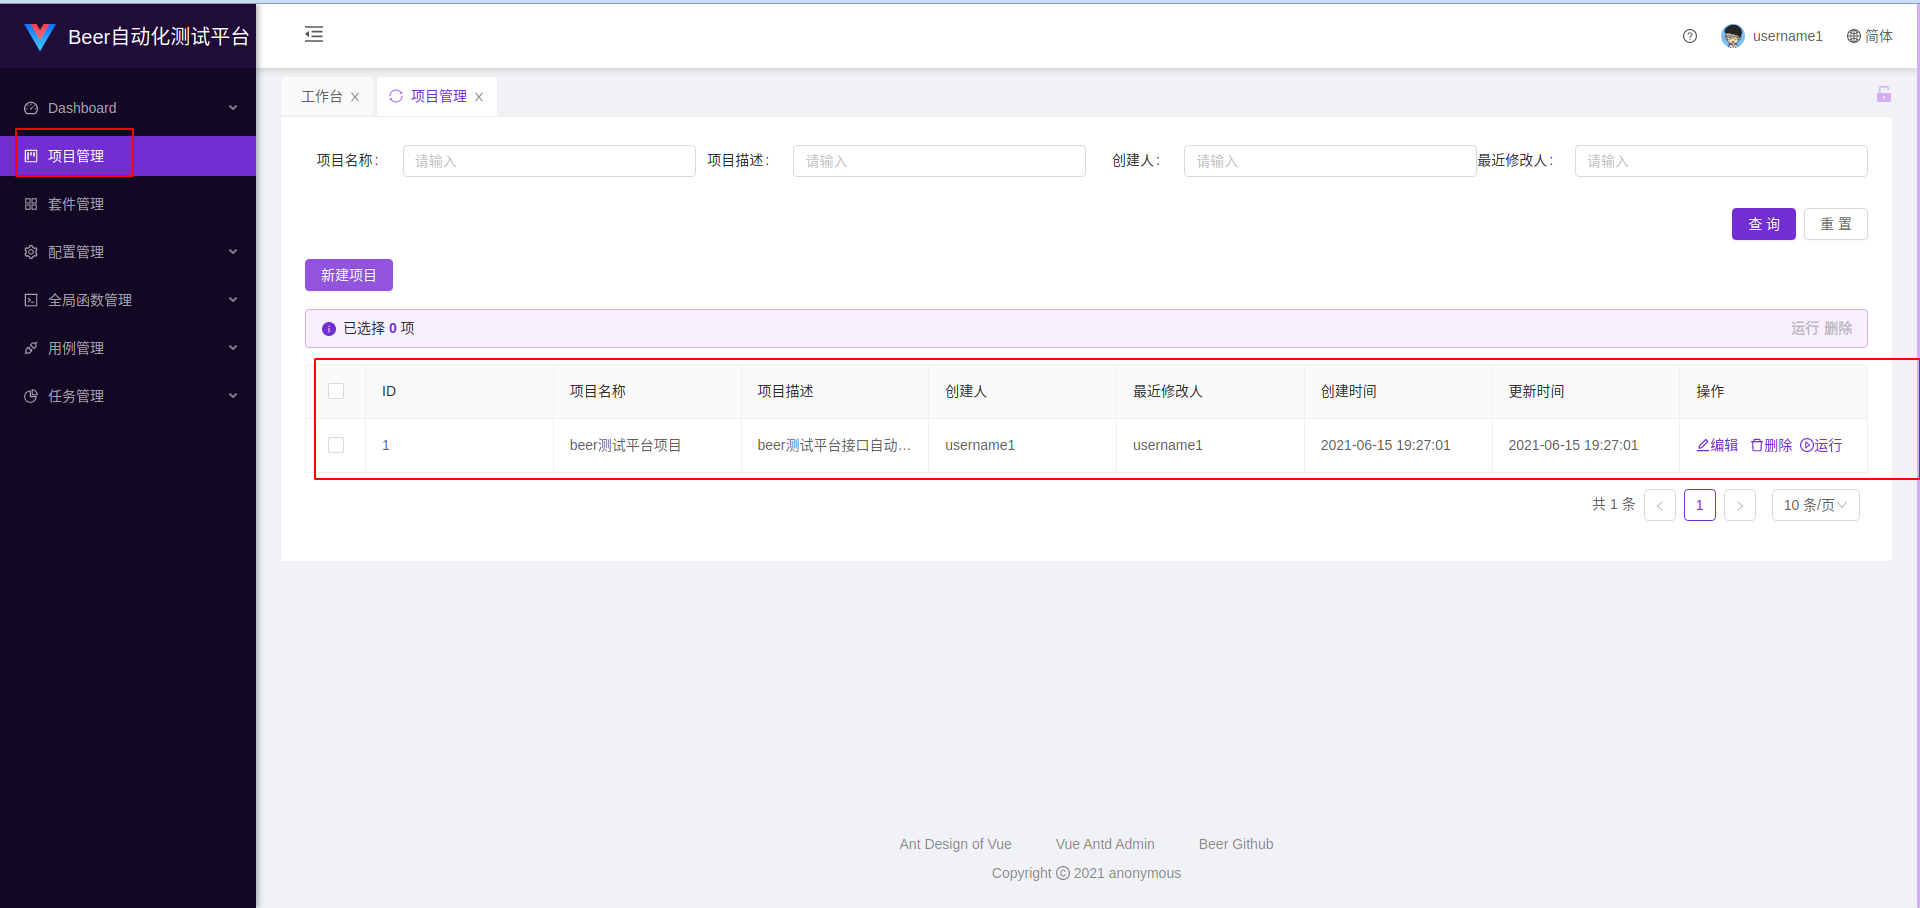 Beer自动化测试平台
username1
简体
Dashboard
项目管理
套件管理
配置管理
全局函数管理
用例管理
任务管理
工作台
项目管理
项目名称: 请输入 项目描述: 请输入 创建人: 请输入 最近修改人: 请输入
查 询 重 置
新建项目
已选择 0 项 运行 删除
ID 项目名称 项目描述 创建人 最近修改人 创建时间 更新时间 操作
1 beer测试平台项目 beer测试平台接口自动… username1 username1 2021-06-15 19:27:01 2021-06-15 19:27:01 编辑 删除 运行
共 1 条 1 10 条/页
Ant Design of Vue Vue Antd Admin Beer Github
Copyright © 2021 anonymous